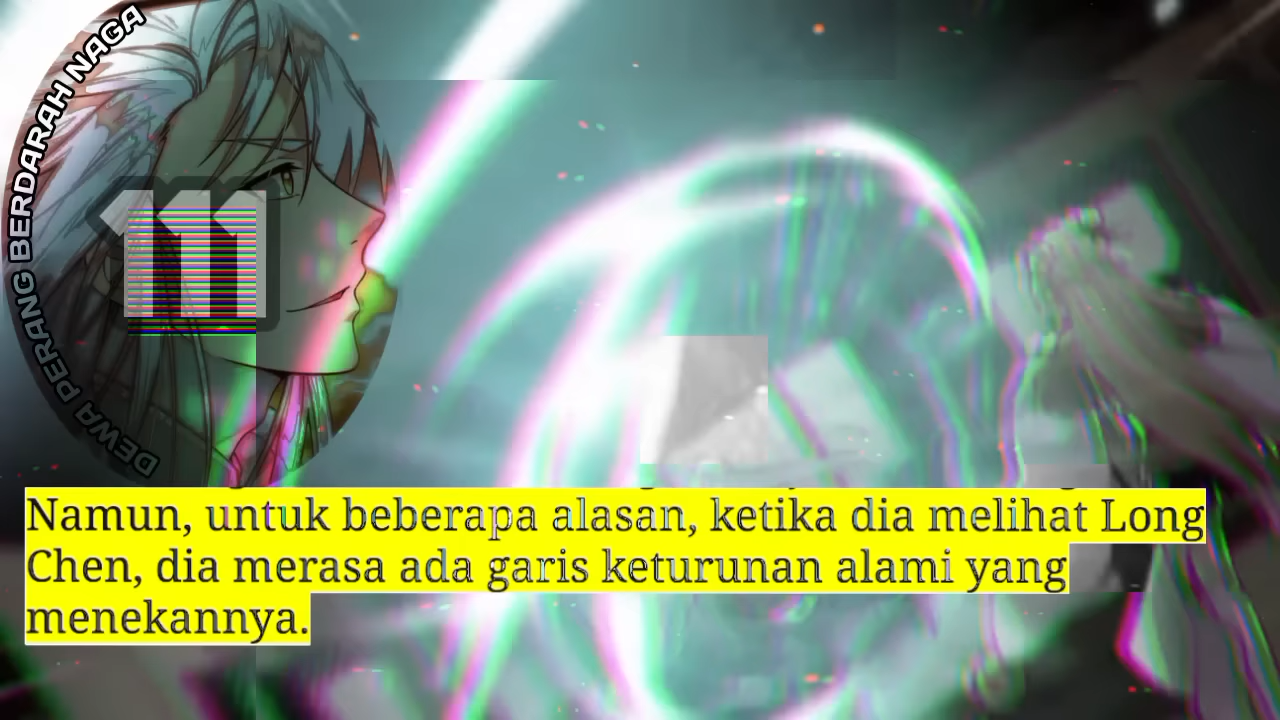 DEWA PERANG BERDARAH NAGA
111
Namun, untuk beberapa alasan, ketika dia melihat Long
Chen, dia merasa ada garis keturunan alami yang
menekannya.